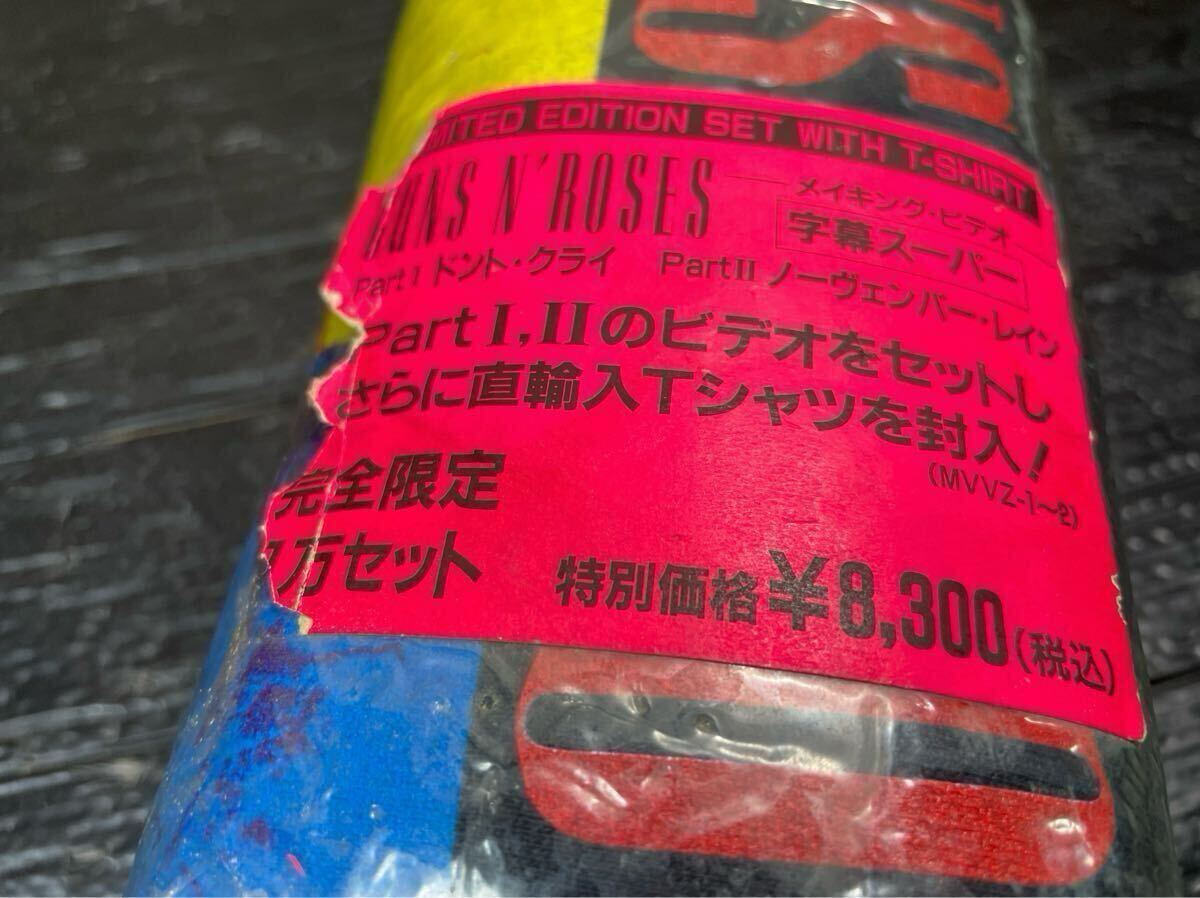 MITED EDITION SET WITH T-SHIRT
GUNS N' ROSES
メイキング・ビデオ
字幕スーパー
Part I ドント・クライ Part II ノーヴェンバー・レイン
Part I, IIのビデオをセットし
さらに直輸入Tシャツを封入!
(MVVZ-1〜2)
完全限定
1万セット
特別価格¥8,300(税込)